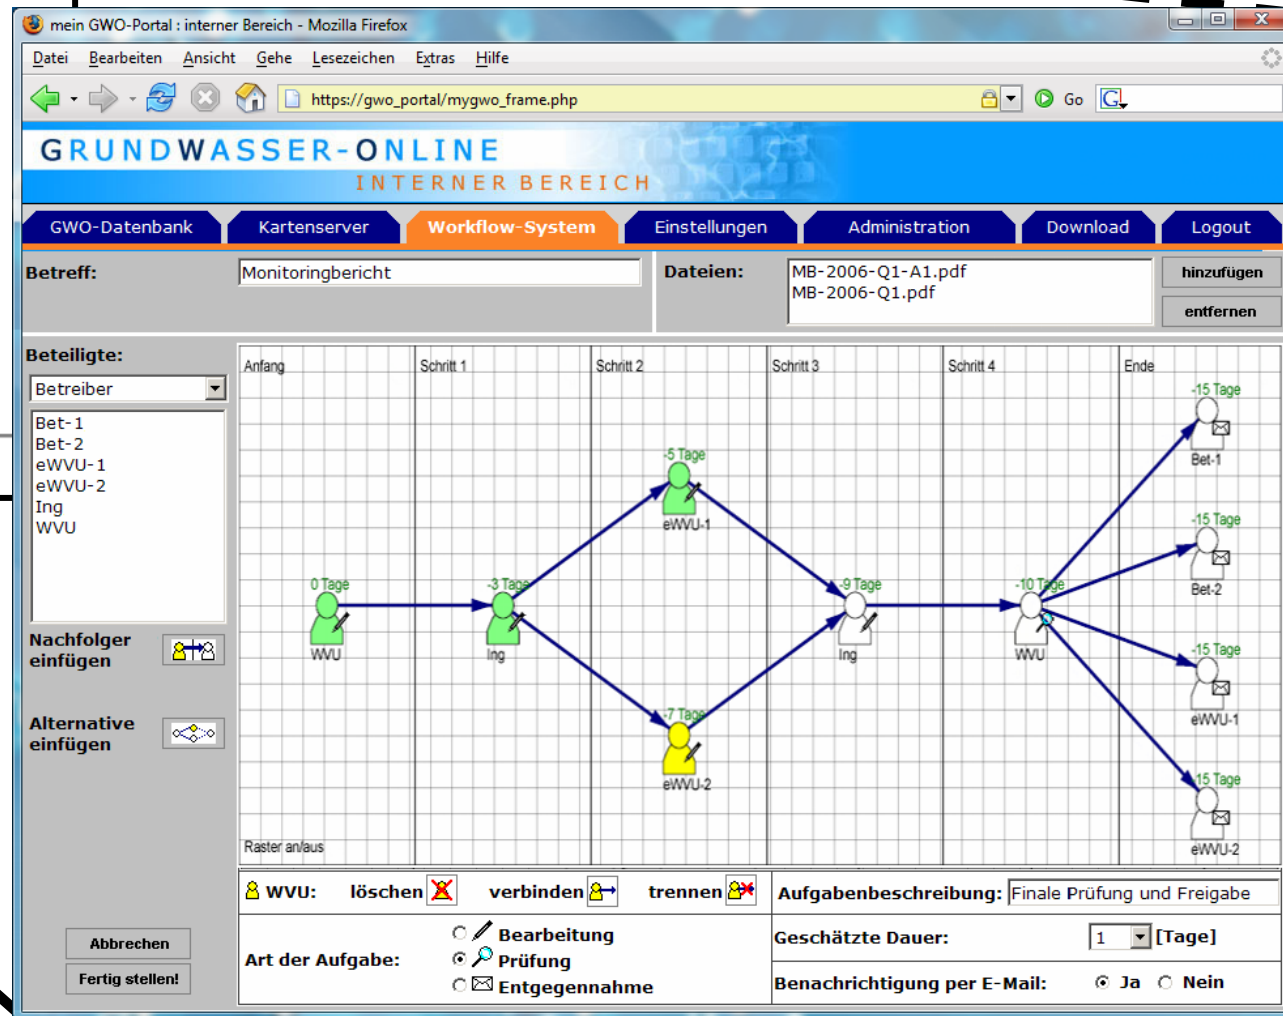 mein GWO-Portal : interner Bereich - Mozilla Firefox
Datei Bearbeiten Ansicht Gehe Lesezeichen Extras Hilfe
https://gwo_portal/mygwo_frame.php
Go
GRUNDWASSER-ONLINE
INTERNER BEREICH
GWO-Datenbank Kartenserver Workflow-System Einstellungen Administration Download Logout
Betreff: Monitoringbericht
Dateien: MB-2006-Q1-A1.pdf
MB-2006-Q1.pdf
hinzufügen
entfernen
Beteiligte:
Betreiber
Bet-1
Bet-2
eWVU-1
eWVU-2
Ing
WVU
Nachfolger
einfügen
Alternative
einfügen
Abbrechen
Fertig stellen!
Anfang Schritt 1 Schritt 2 Schritt 3 Schritt 4 Ende
0 Tage
WVU
-3 Tage
Ing
-5 Tage
eWVU-1
-7 Tage
eWVU-2
-9 Tage
Ing
-10 Tage
WVU
-15 Tage
Bet-1
-15 Tage
Bet-2
-15 Tage
eWVU-1
-15 Tage
eWVU-2
Raster an/aus
WVU: löschen verbinden trennen
Aufgabenbeschreibung: Finale Prüfung und Freigabe
Art der Aufgabe:
Bearbeitung
Prüfung
Entgegennahme
Geschätzte Dauer: 1 [Tage]
Benachrichtigung per E-Mail: Ja Nein